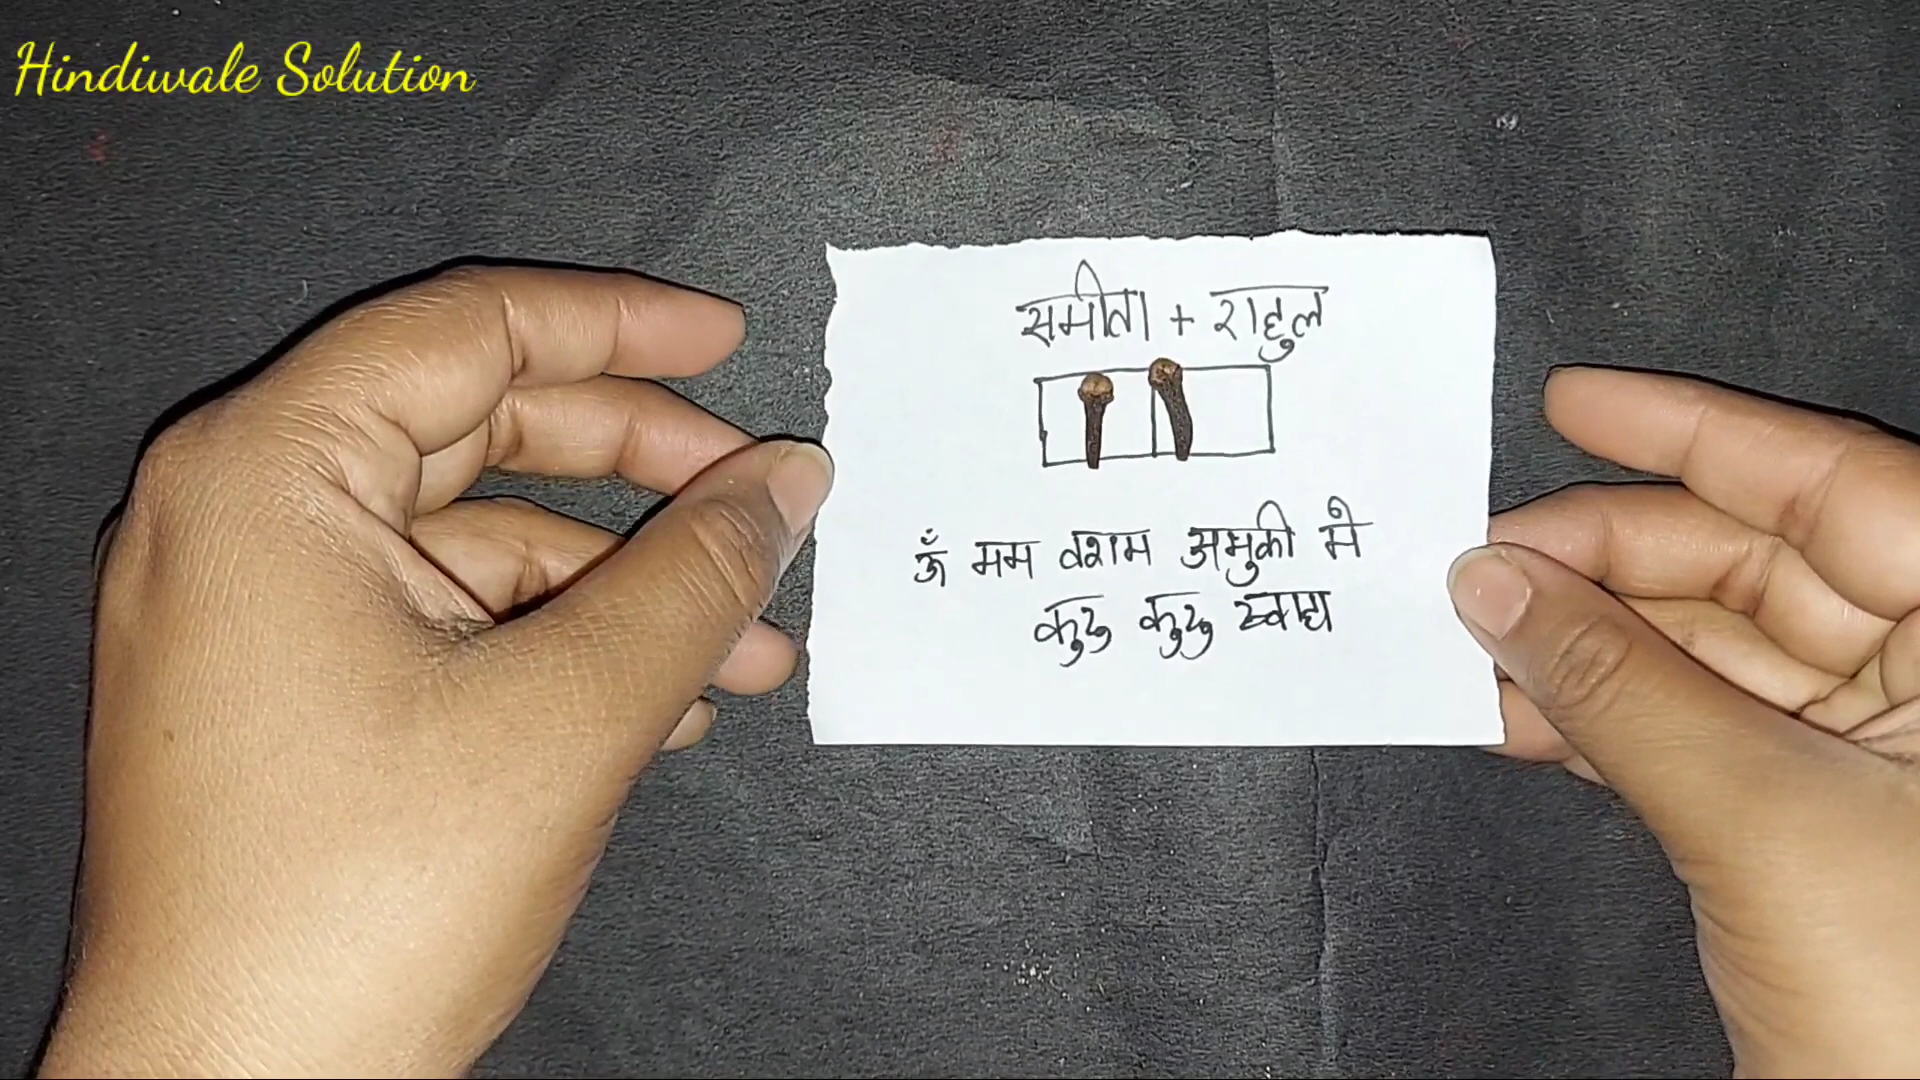 Hindiwale Solution
समीता + राहुल
ॐ मम वशम अमुकी मे
कुरु कुरु स्वाहा